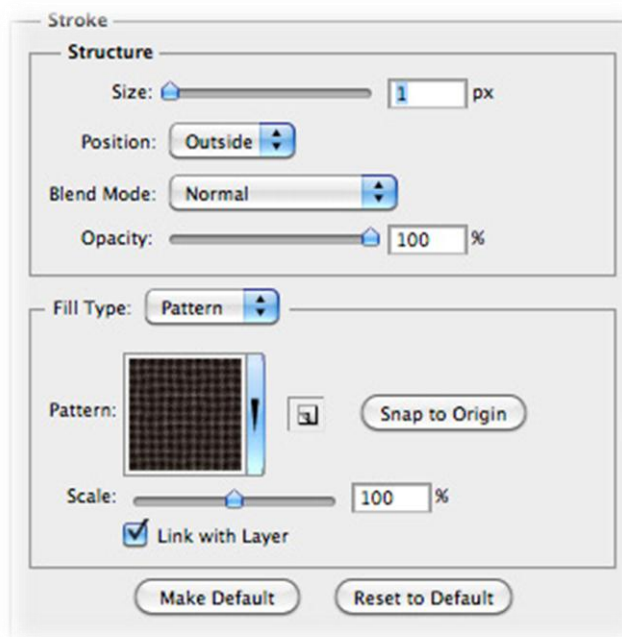 Stroke
Structure
Size: 1 px
Position: Outside
Blend Mode: Normal
Opacity: 100 %
Fill Type: Pattern
Pattern: Snap to Origin
Scale: 100 %
Link with Layer
Make Default Reset to Default